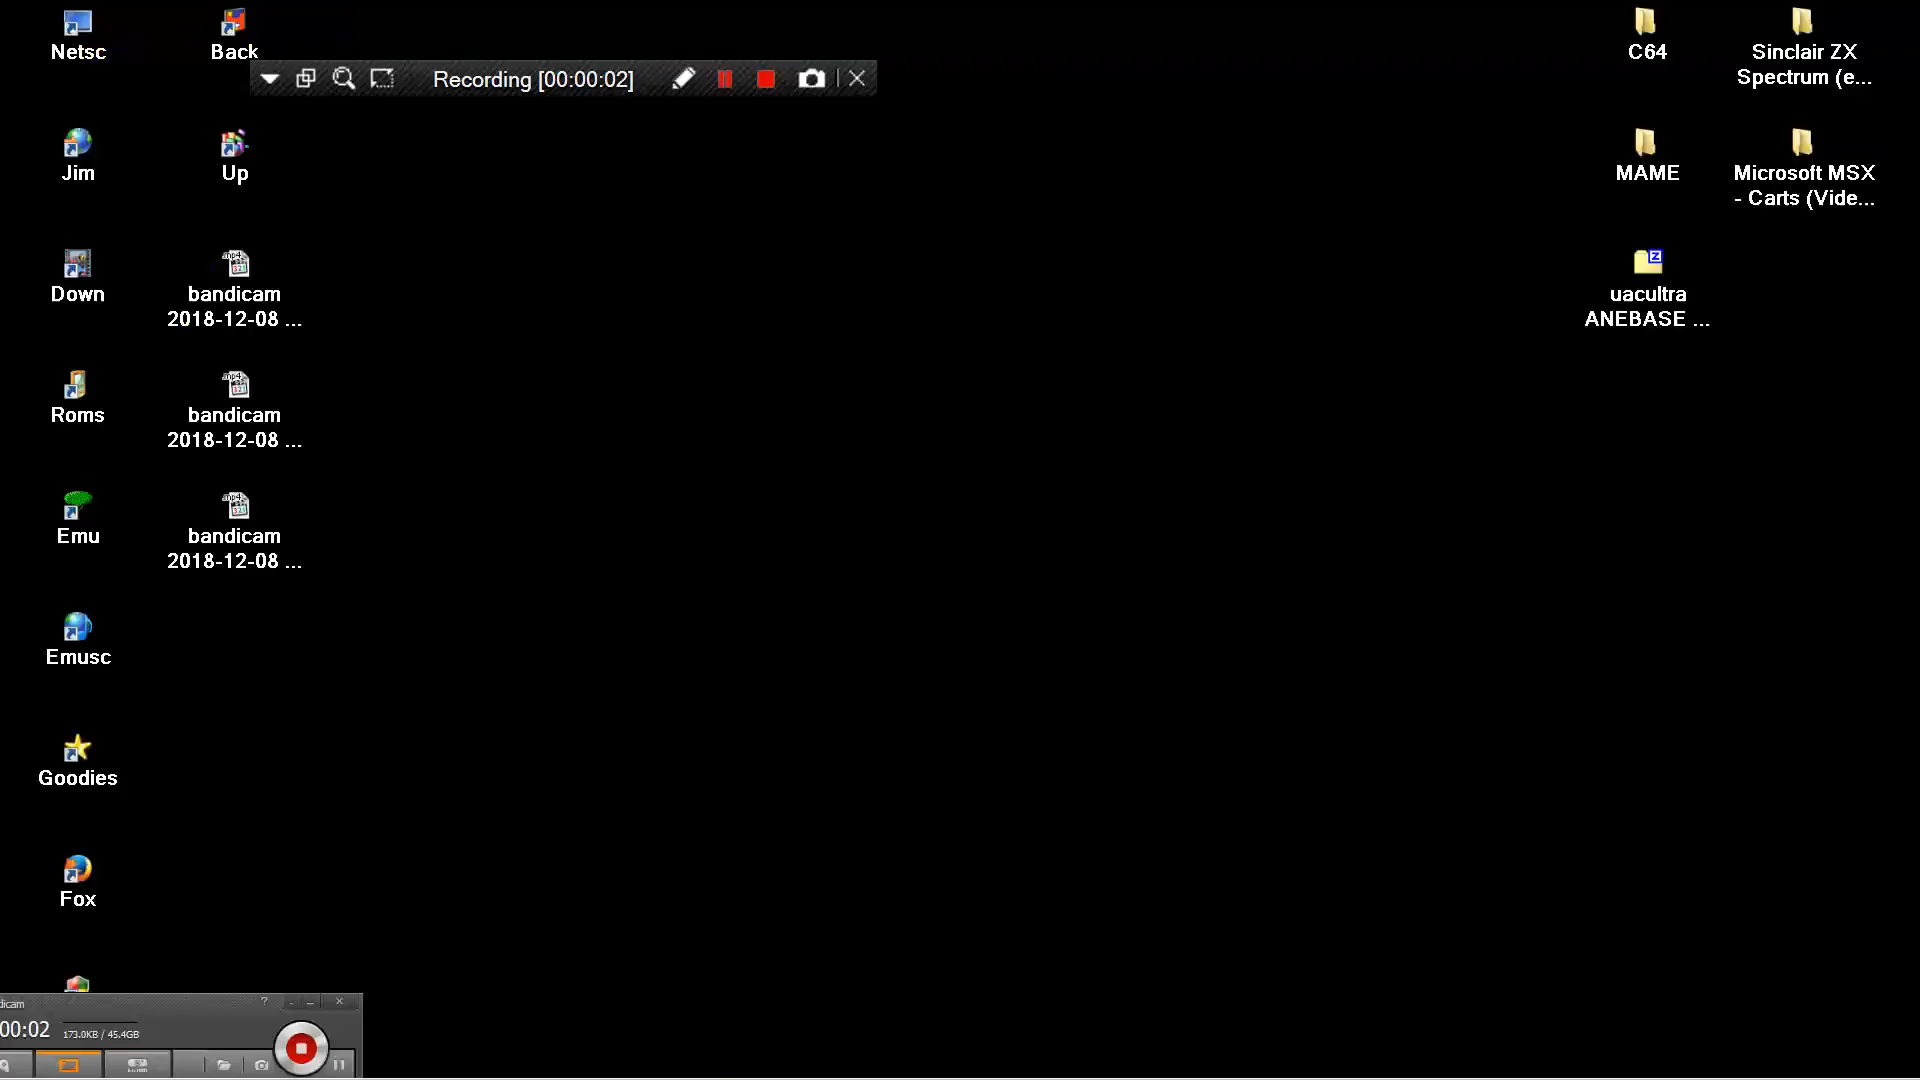 Netsc
Back
Recording [00:00:02]
C64
Sinclair ZX
Spectrum (e...
Jim
Up
MAME
Microsoft MSX
- Carts (Vide...
Down
bandicam
2018-12-08 ...
uacultra
ANEBASE ...
Roms
bandicam
2018-12-08 ...
Emu
bandicam
2018-12-08 ...
Emusc
Goodies
Fox
dicam
00:02
173.0KB / 45.4GB